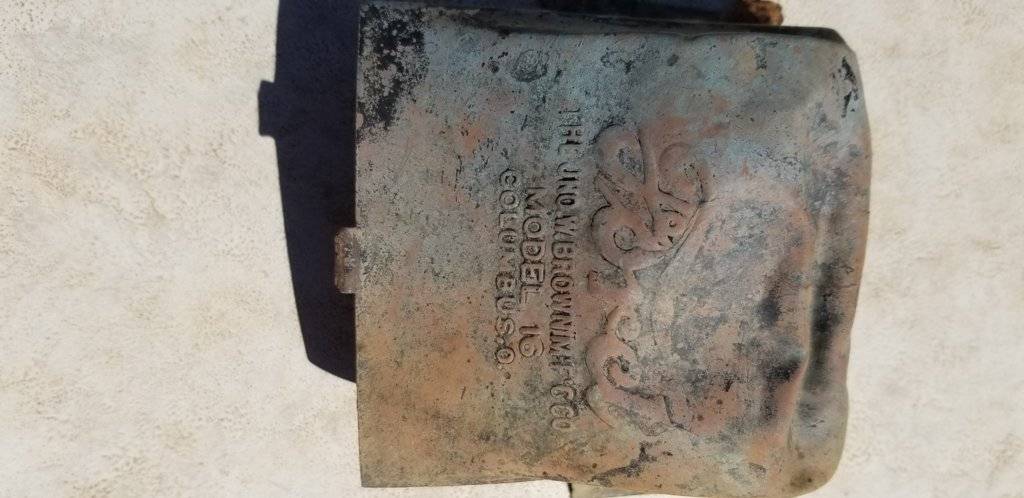 THE JNO.W.BROWN MFG CO
MODEL 16
COLUMBUS.O.